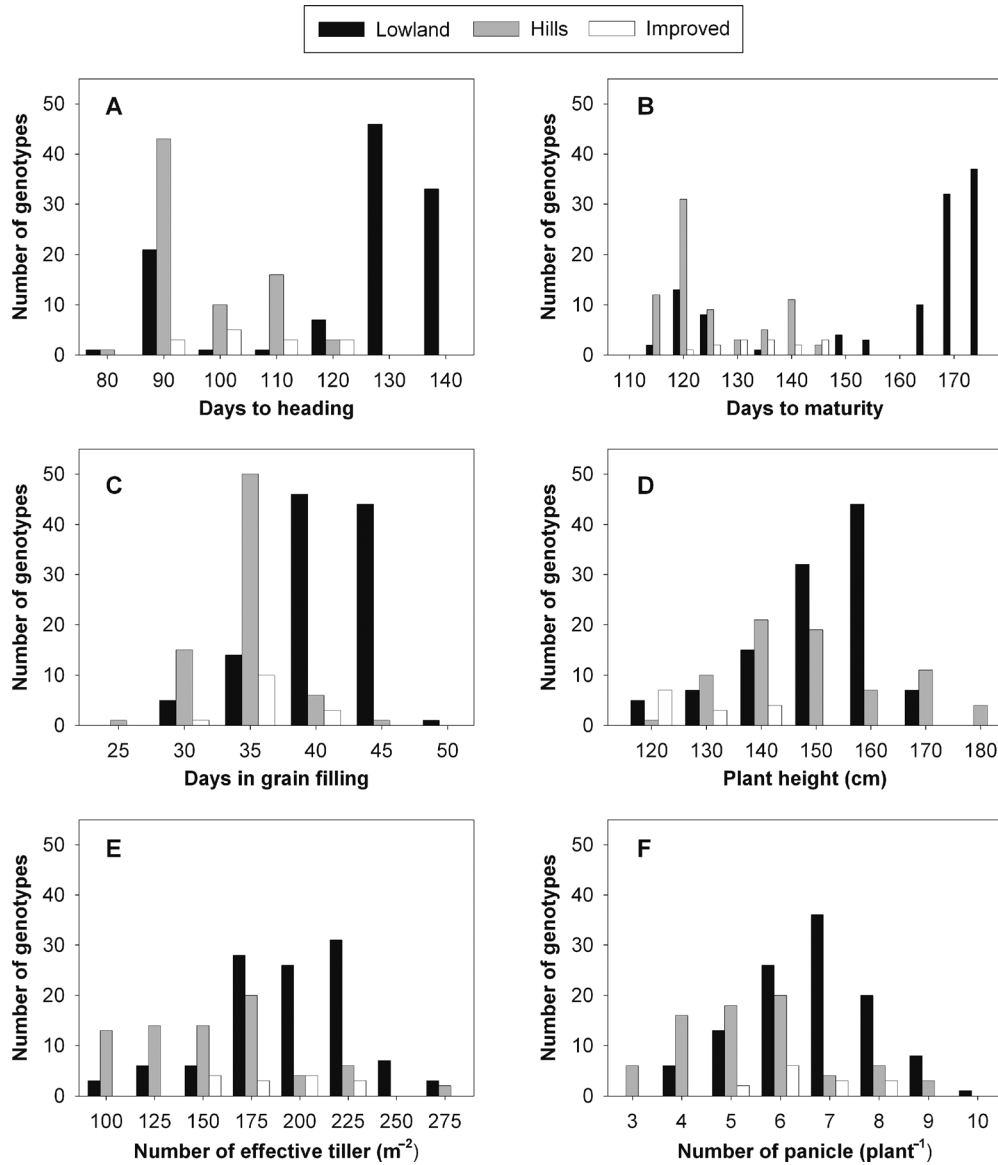 Lowland Hills Improved
A
Number of genotypes
50
40
30
20
10
0
80 90 100 110 120 130 140
Days to heading
B
Number of genotypes
50
40
30
20
10
0
110 120 130 140 150 160 170
Days to maturity
C
Number of genotypes
50
40
30
20
10
0
25 30 35 40 45 50
Days in grain filling
D
Number of genotypes
50
40
30
20
10
0
120 130 140 150 160 170 180
Plant height (cm)
E
Number of genotypes
50
40
30
20
10
0
100 125 150 175 200 225 250 275
Number of effective tiller (m⁻²)
F
Number of genotypes
50
40
30
20
10
0
3 4 5 6 7 8 9 10
Number of panicle (plant⁻¹)